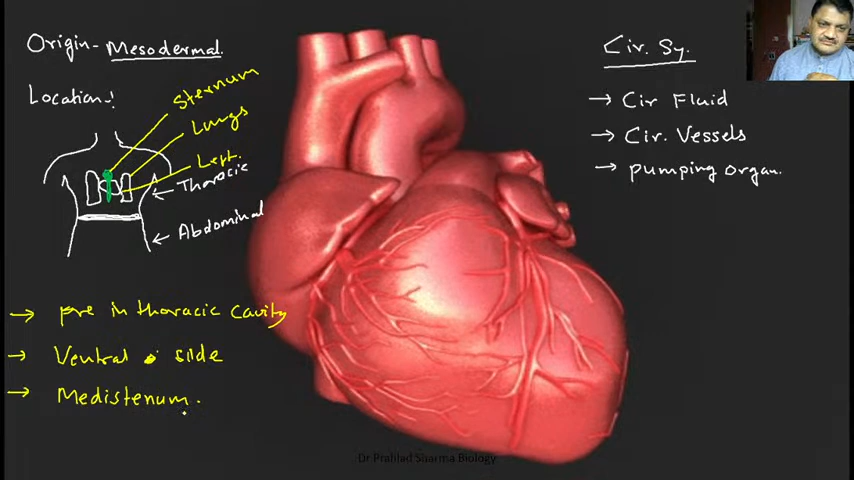 Origin- Mesodermal.
Location:-
Sternum
Lungs
Left.
Thoracic
Abdominal
→ pre in thoracic cavity
→ Ventral side
→ Medistenum.
Cir. Sy.
→ Cir Fluid
→ Cir. Vessels
→ pumping organ.
Dr Prahlad Sharma Biology